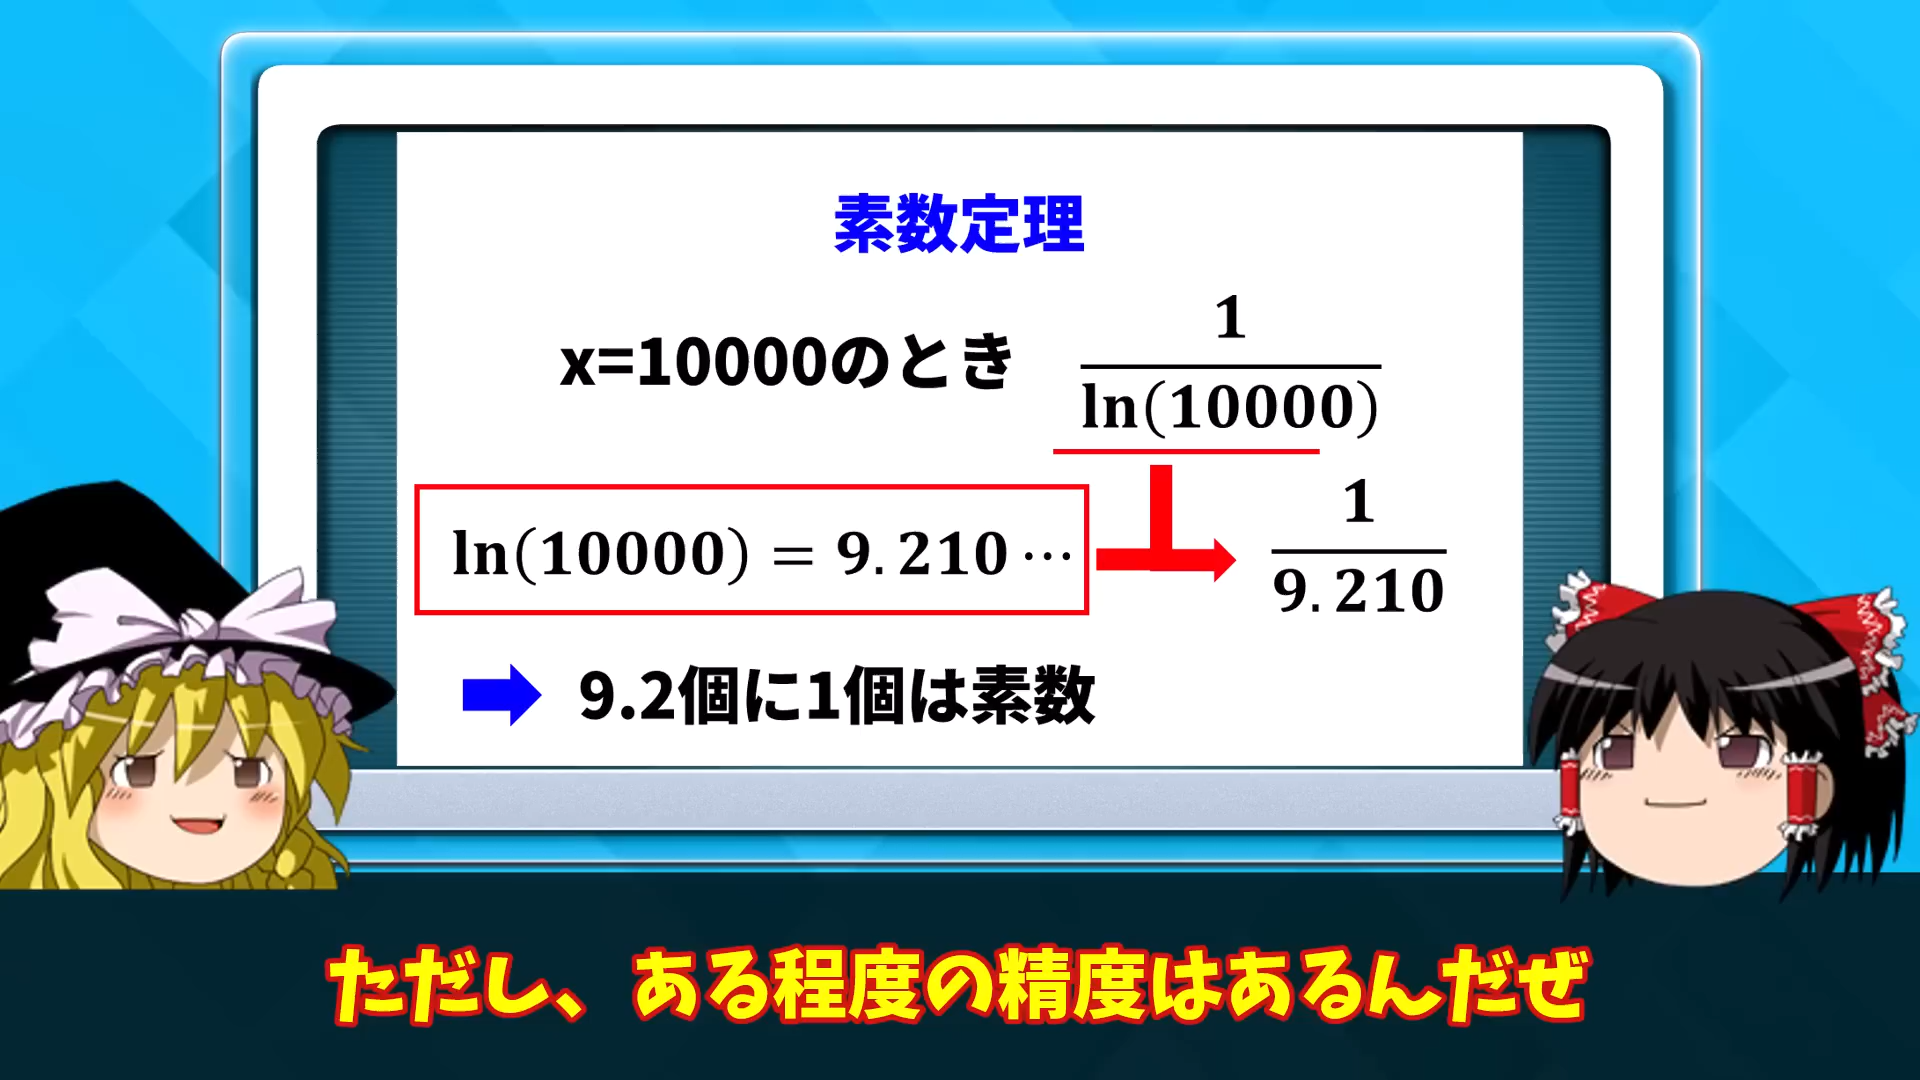 素数定理
x=10000のとき
1
ln(10000)
ln(10000) = 9.210…
1
9.210
9.2個に1個は素数
ただし、ある程度の精度はあるんだぜ